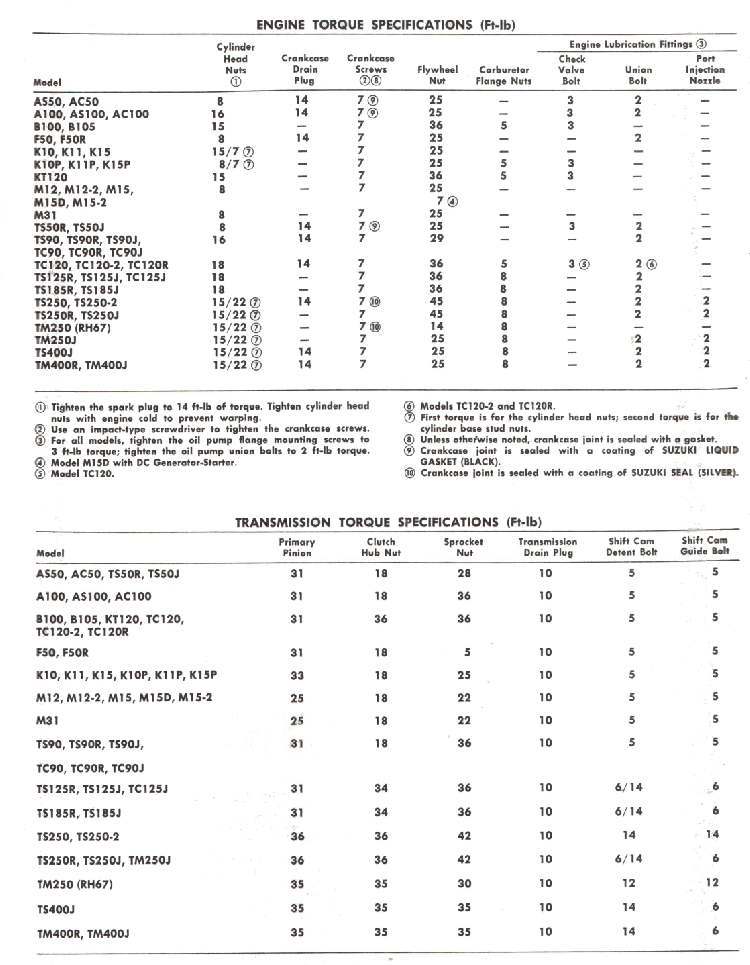 ENGINE TORQUE SPECIFICATIONS (Ft-lb)
Cylinder Engine Lubrication Fittings ③
Head Crankcase Crankcase Check Port
Nuts Drain Screws Flywheel Carburetor Valve Union Injection
Model ① Plug ⑦⑧ Nut Flange Nuts Bolt Bolt Nozzle
AS50, AC50 8 14 7 ⑨ 25 — 3 2 —
A100, AS100, AC100 16 14 7 ⑨ 25 — 3 2 —
B100, B105 15 — 7 36 5 3 — —
F50, F50R 8 14 7 25 — — 2 —
K10, K11, K15 15/7 ⑦ — 7 25 — — — —
K10P, K11P, K15P 8/7 ⑦ — 7 25 5 3 — —
KT120 15 — 7 36 5 3 — —
M12, M12-2, M15, 8 — 7 25 — — — —
M15D, M15-2 7 ④
M31 8 — 7 25 — — — —
TS50R, TS50J 8 14 7 ⑨ 25 — 3 2 —
TS90, TS90R, TS90J, 16 14 7 29 — — 2 —
TC90, TC90R, TC90J
TC120, TC120-2, TC120R 18 14 7 36 5 3 ⑤ 2 ⑥ —
TS125R, TS125J, TC125J 18 — 7 36 8 — 2 —
TS185R, TS185J 18 — 7 36 8 — 2 —
TS250, TS250-2 15/22 ⑦ 14 7 ⑩ 45 8 — 2 2
TS250R, TS250J 15/22 ⑦ — 7 45 8 — 2 2
TM250 (RH67) 15/22 ⑦ — 7 ⑩ 14 8 — — —
TM250J 15/22 ⑦ — 7 25 8 — 2 2
TS400J 15/22 ⑦ 14 7 25 8 — 2 2
TM400R, TM400J 15/22 ⑦ 14 7 25 8 — 2 2
① Tighten the spark plug to 14 ft-lb of torque. Tighten cylinder head
nuts with engine cold to prevent warping.
② Use an impact-type screwdriver to tighten the crankcase screws.
③ For all models, tighten the oil pump flange mounting screws to
3 ft-lb torque; tighten the oil pump union bolts to 2 ft-lb torque.
④ Model M15D with DC Generator-Starter.
⑤ Model TC120.
⑥ Models TC120-2 and TC120R.
⑦ First torque is for the cylinder head nuts; second torque is for the
cylinder base stud nuts.
⑧ Unless otherwise noted, crankcase joint is sealed with a gasket.
⑨ Crankcase joint is sealed with a coating of SUZUKI LIQUID
GASKET (BLACK).
⑩ Crankcase joint is sealed with a coating of SUZUKI SEAL (SILVER).
TRANSMISSION TORQUE SPECIFICATIONS (Ft-lb)
Primary Clutch Sprocket Transmission Shift Cam Shift Cam
Model Pinion Hub Nut Nut Drain Plug Detent Bolt Guide Bolt
AS50, AC50, TS50R, TS50J 31 18 28 10 5 5
A100, AS100, AC100 31 18 36 10 5 5
B100, B105, KT120, TC120, 31 36 36 10 5 5
TC120-2, TC120R
F50, F50R 31 18 5 10 5 5
K10, K11, K15, K10P, K11P, K15P 33 18 25 10 5 5
M12, M12-2, M15, M15D, M15-2 25 18 22 10 5 5
M31 25 18 22 10 5 5
TS90, TS90R, TS90J, 31 18 36 10 5 5
TC90, TC90R, TC90J
TS125R, TS125J, TC125J 31 34 36 10 6/14 6
TS185R, TS185J 31 34 36 10 6/14 6
TS250, TS250-2 36 36 42 10 14 14
TS250R, TS250J, TM250J 36 36 42 10 6/14 6
TM250 (RH67) 35 35 30 10 12 12
TS400J 35 35 35 10 14 6
TM400R, TM400J 35 35 35 10 14 6